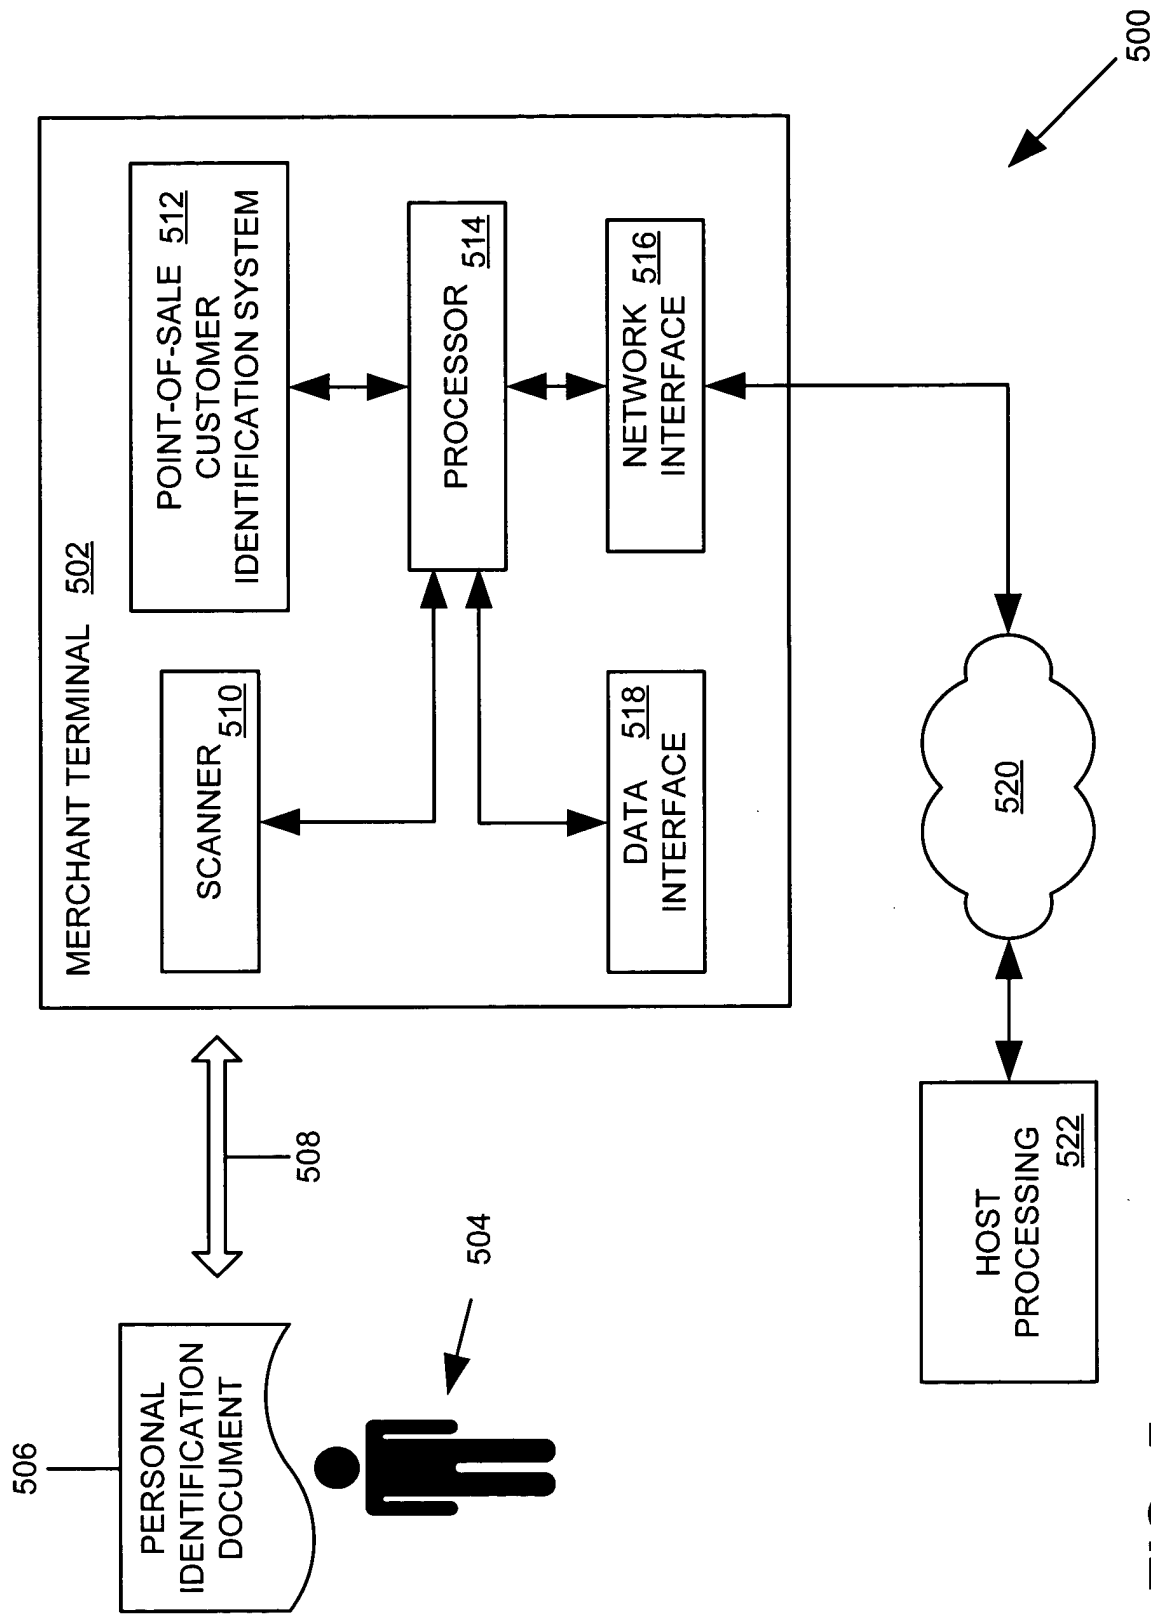 506
PERSONAL
IDENTIFICATION
DOCUMENT
504
508
MERCHANT TERMINAL 502
SCANNER
510
POINT-OF-SALE 512
CUSTOMER
IDENTIFICATION SYSTEM
PROCESSOR
514
DATA 518
INTERFACE
NETWORK 516
INTERFACE
HOST
PROCESSING
522
520
500